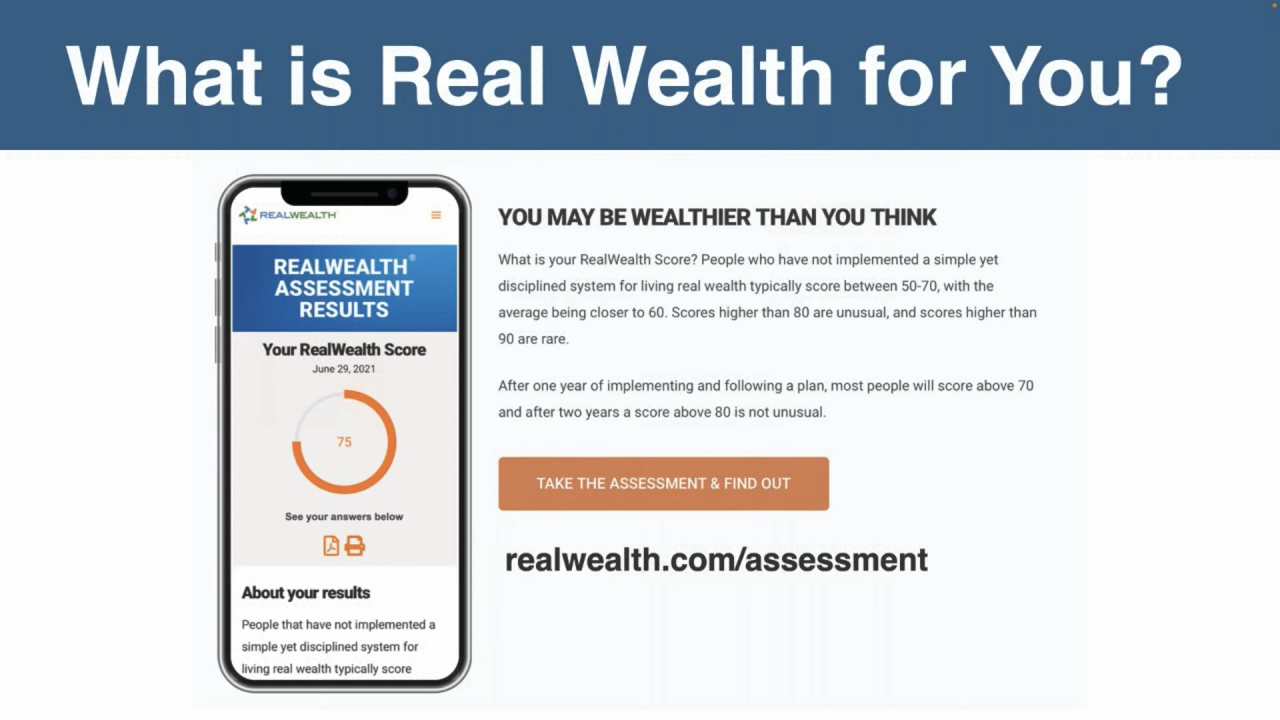 What is Real Wealth for You?
REALWEALTH
REALWEALTH®
ASSESSMENT
RESULTS
Your RealWealth Score
June 29, 2021
75
See your answers below
About your results
People that have not implemented a
simple yet disciplined system for
living real wealth typically score
YOU MAY BE WEALTHIER THAN YOU THINK
What is your RealWealth Score? People who have not implemented a simple yet
disciplined system for living real wealth typically score between 50-70, with the
average being closer to 60. Scores higher than 80 are unusual, and scores higher than
90 are rare.
After one year of implementing and following a plan, most people will score above 70
and after two years a score above 80 is not unusual.
TAKE THE ASSESSMENT & FIND OUT
realwealth.com/assessment